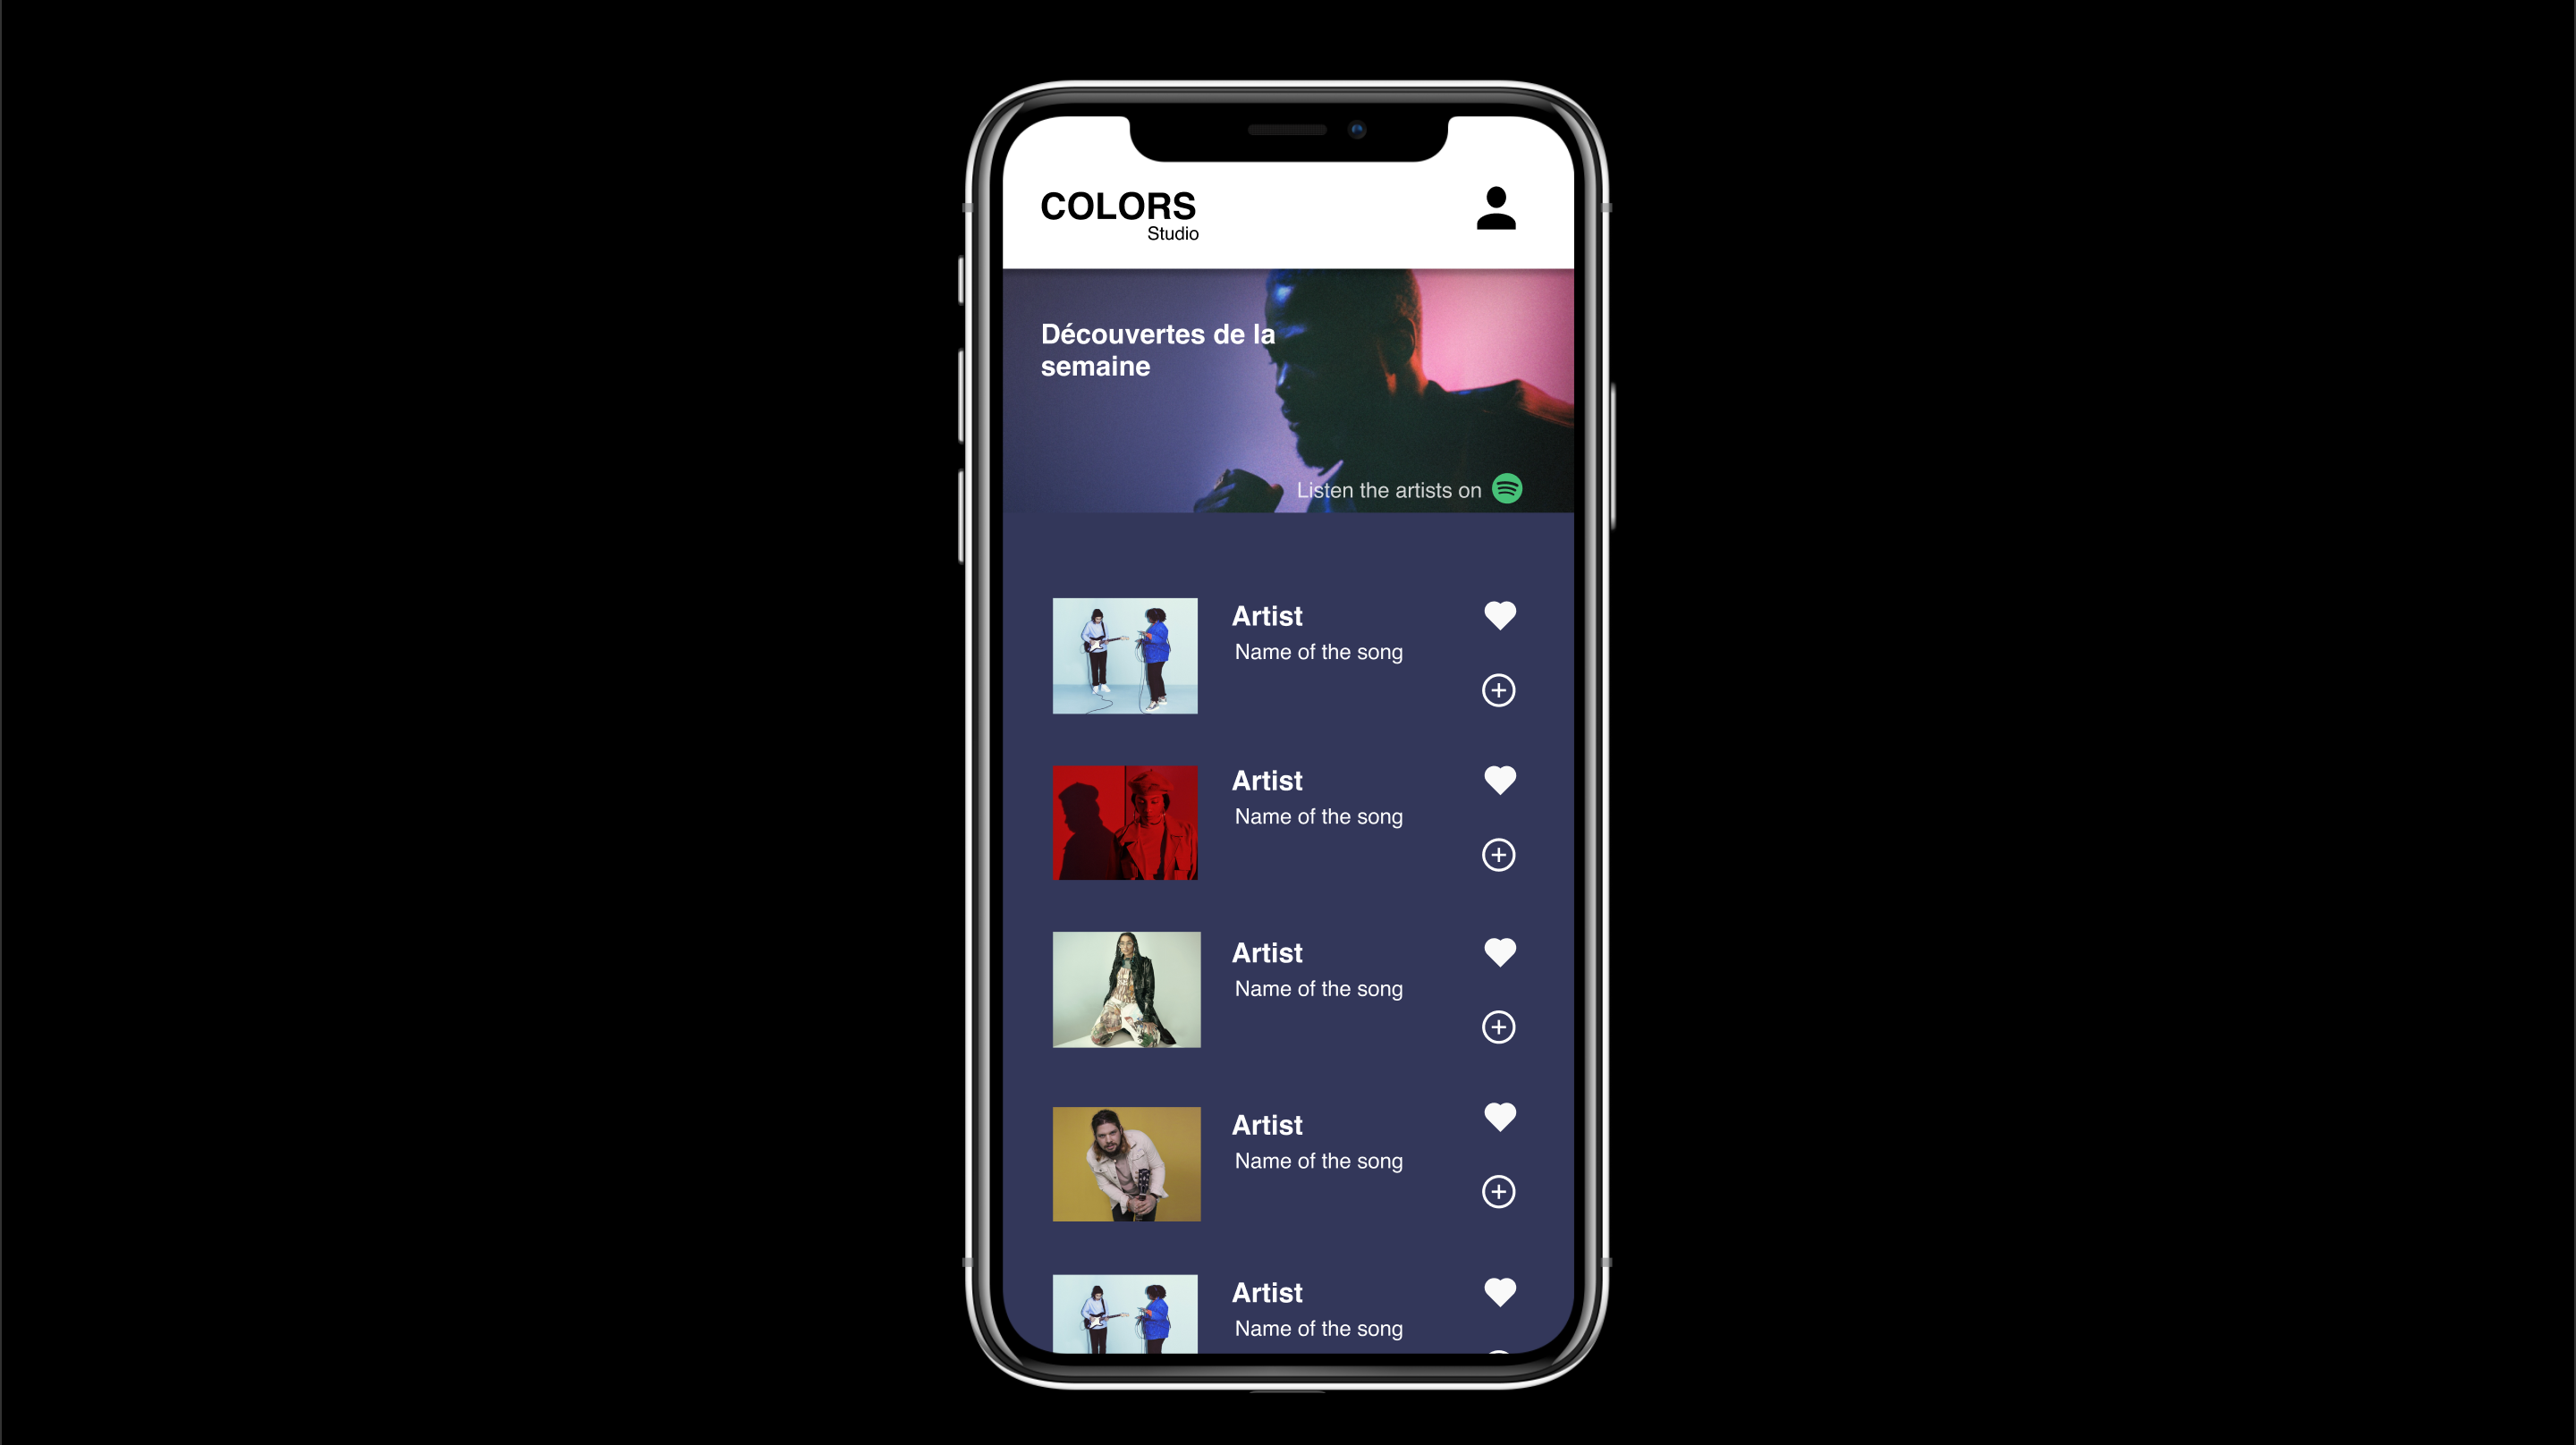 COLORS
Studio
Découvertes de la
semaine
Listen the artists on
Artist
Name of the song
Artist
Name of the song
Artist
Name of the song
Artist
Name of the song
Artist
Name of the song